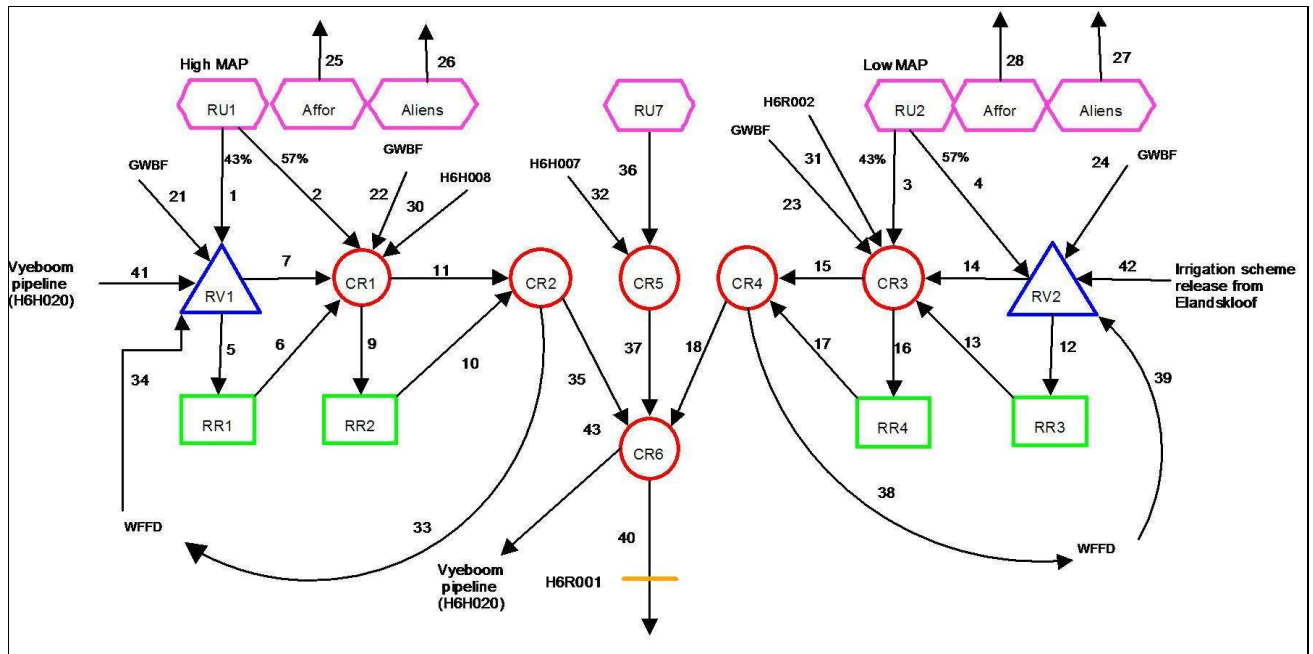 25
26
28
27
High MAP
Low MAP
RU1
Affor
Aliens
RU7
RU2
Affor
Aliens
H6R002
GWBF
43%
57%
GWBF
H6H007
36
GWBF
31
43%
57%
24
GWBF
21
1
2
22
30
H6H008
32
23
3
4
Vyeboom
pipeline
(H6H020)
41
RV1
7
CR1
11
CR2
CR5
CR4
15
CR3
14
RV2
42
Irrigation scheme
release from
Elandskloof
34
5
6
9
10
35
37
18
17
16
13
12
39
RR1
RR2
43
CR6
RR4
RR3
WFFD
33
40
38
WFFD
Vyeboom
pipeline
(H6H020)
H6R001